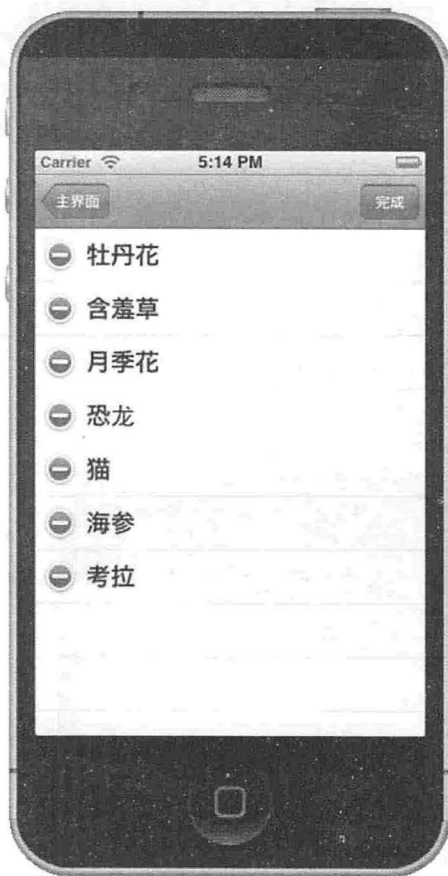 Carrier 5:14 PM
主界面 完成
牡丹花
含羞草
月季花
恐龙
猫
海参
考拉